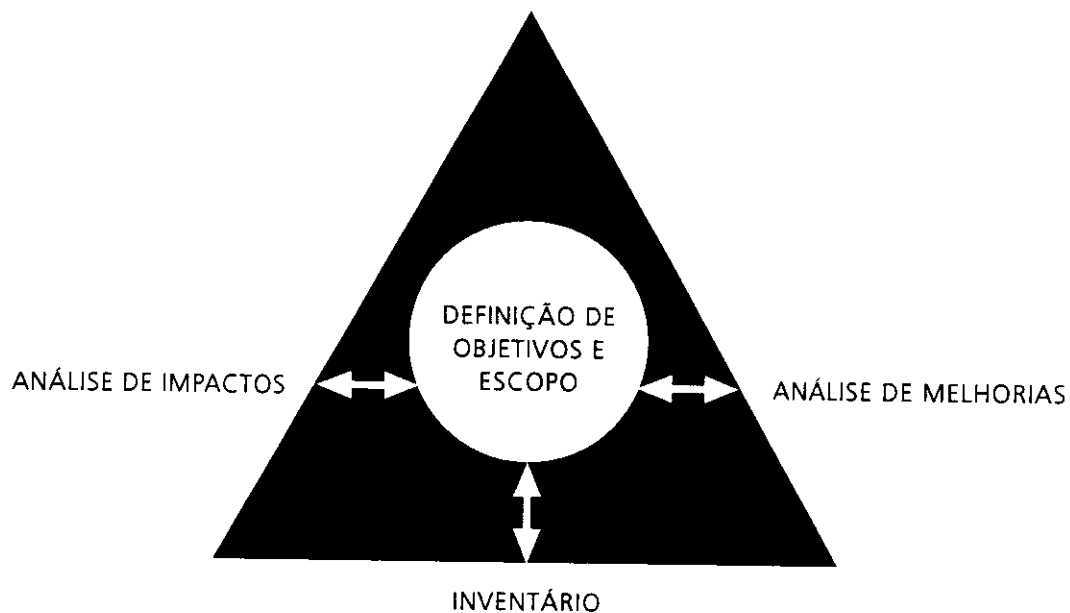 DEFINIÇÃO DE
OBJETIVOS E
ESCOPO
ANÁLISE DE IMPACTOS
ANÁLISE DE MELHORIAS
INVENTÁRIO